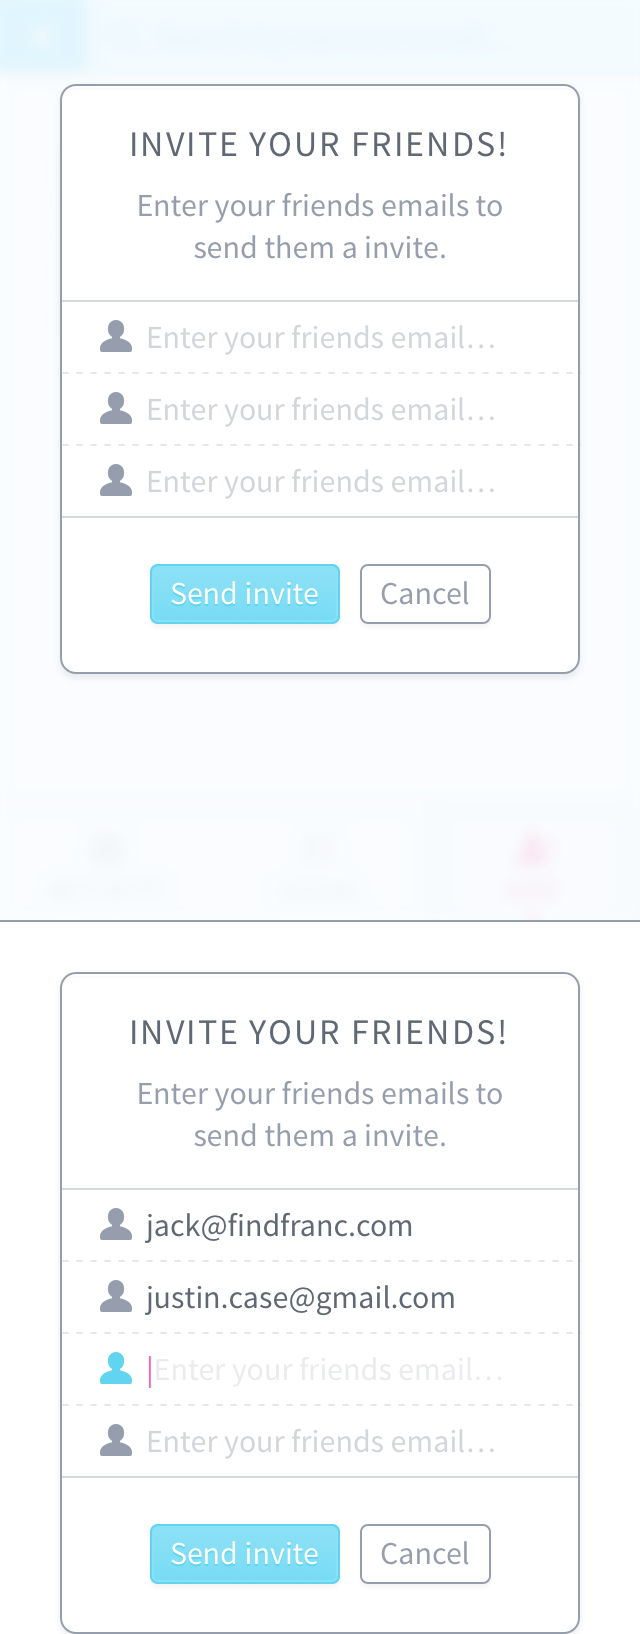 INVITE YOUR FRIENDS!
Enter your friends emails to
send them a invite.
Enter your friends email...
Enter your friends email...
Enter your friends email...
Send invite
Cancel
INVITE YOUR FRIENDS!
Enter your friends emails to
send them a invite.
jack@findfranc.com
justin.case@gmail.com
Enter your friends email...
Enter your friends email...
Send invite
Cancel